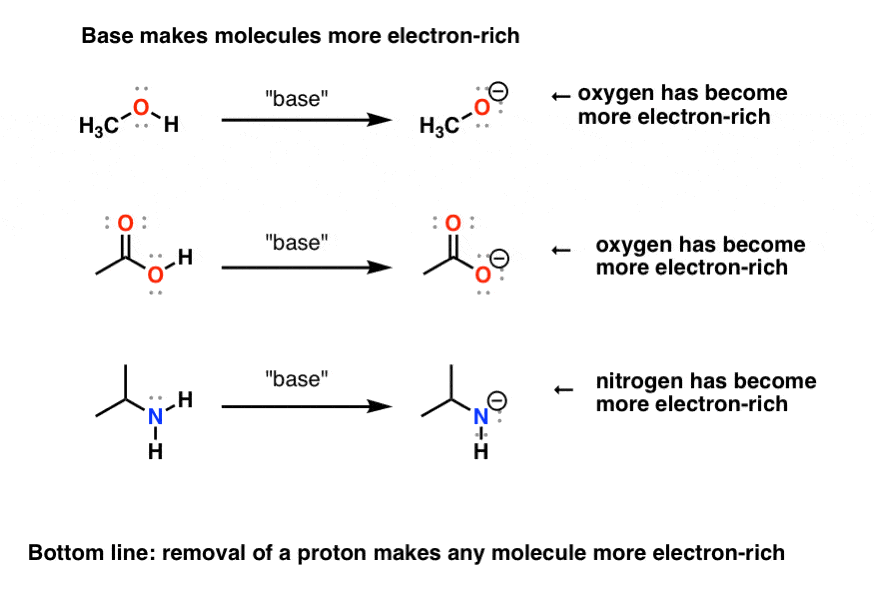 Base makes molecules more electron-rich
H₃C O H "base" H₃C O⊖ ← oxygen has become
more electron-rich
O O H "base" O O⊖ ← oxygen has become
more electron-rich
N H H "base" N⊖ H ← nitrogen has become
more electron-rich
Bottom line: removal of a proton makes any molecule more electron-rich